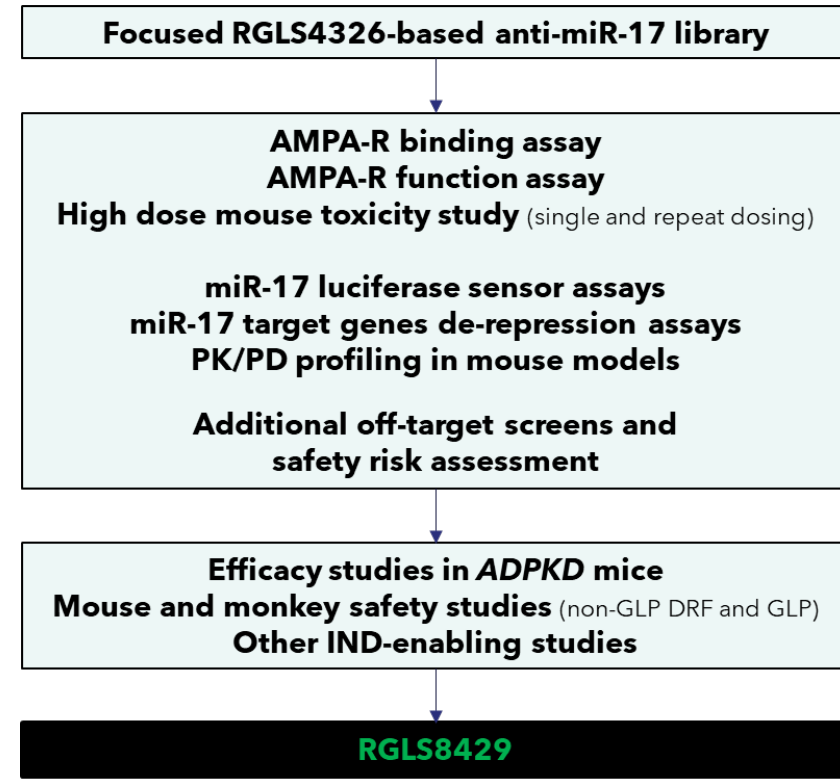 Focused RGLS4326-based anti-miR-17 library
AMPA-R binding assay
AMPA-R function assay
High dose mouse toxicity study (single and repeat dosing)
miR-17 luciferase sensor assays
miR-17 target genes de-repression assays
PK/PD profiling in mouse models
Additional off-target screens and
safety risk assessment
Efficacy studies in ADPKD mice
Mouse and monkey safety studies (non-GLP DRF and GLP)
Other IND-enabling studies
RGLS8429